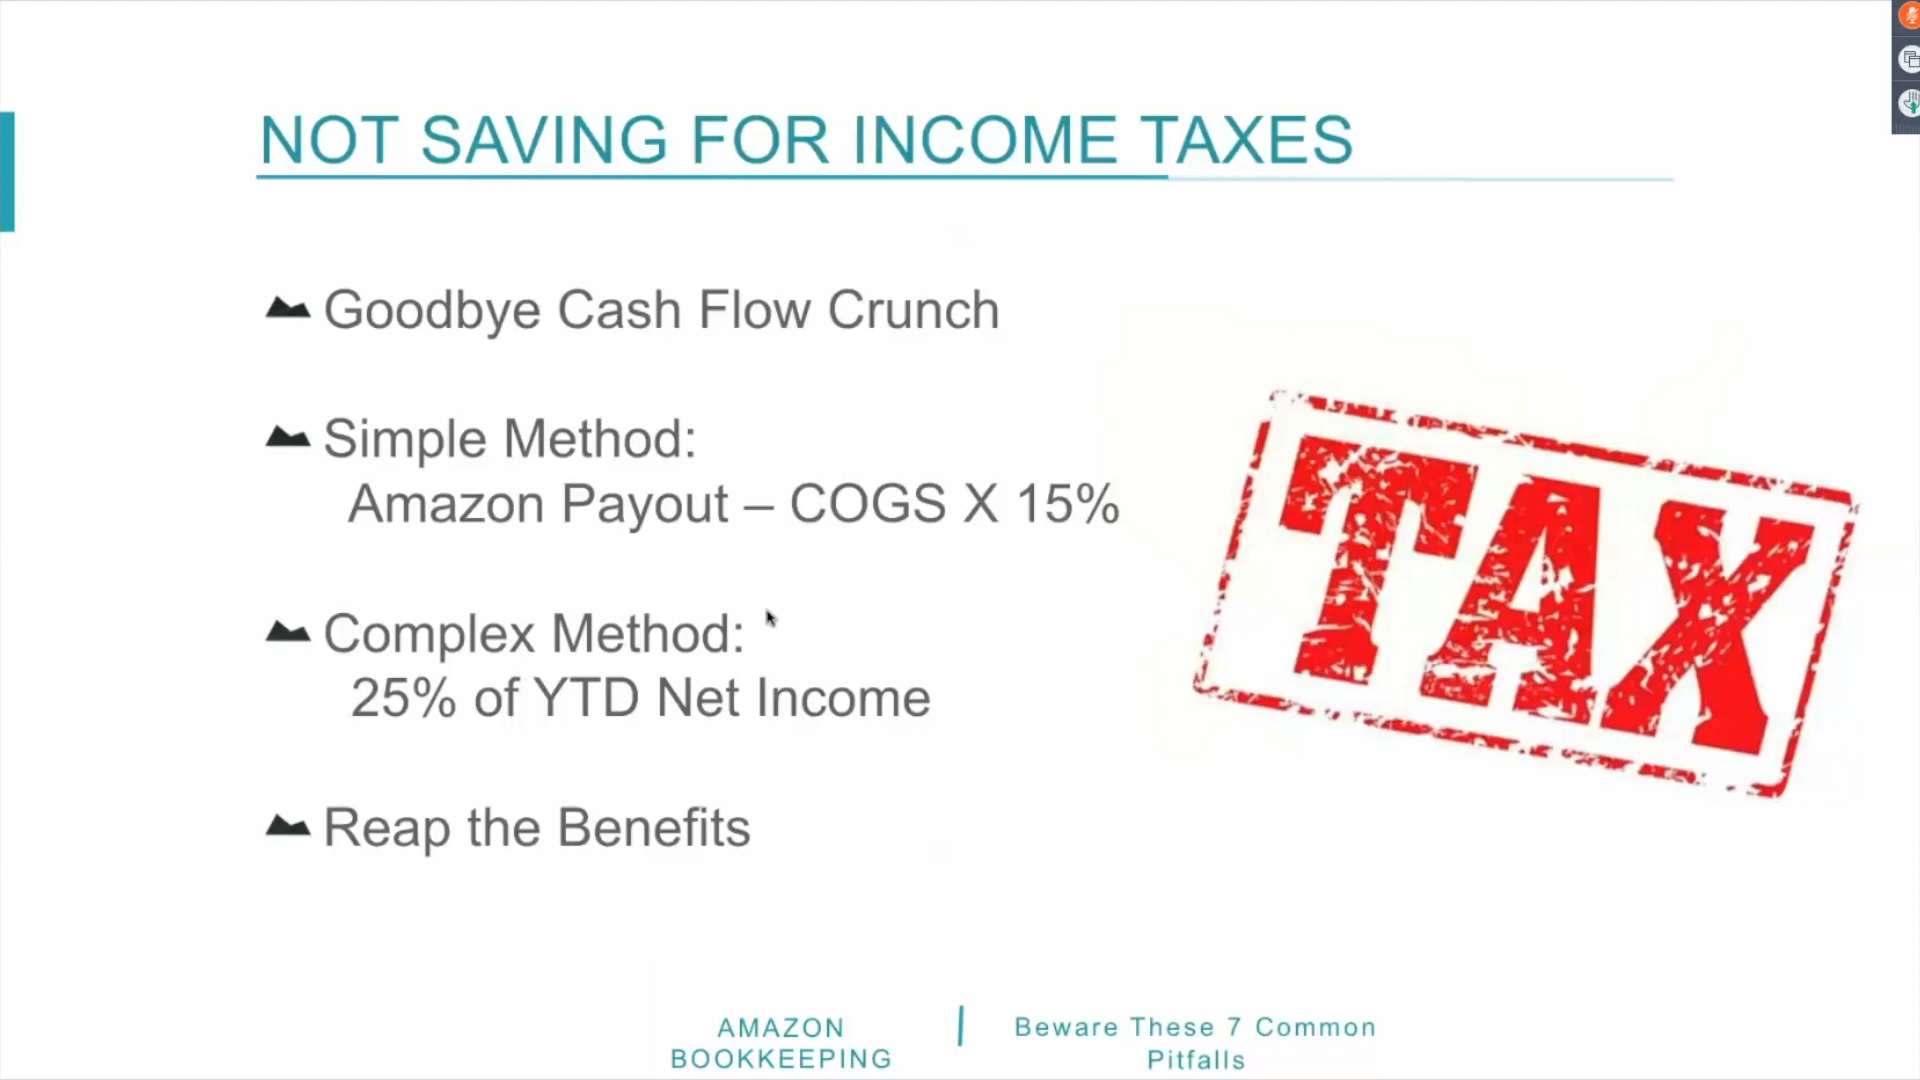 NOT SAVING FOR INCOME TAXES
Goodbye Cash Flow Crunch
Simple Method:
Amazon Payout – COGS X 15%
Complex Method:
25% of YTD Net Income
Reap the Benefits
TAX
AMAZON
BOOKKEEPING
Beware These 7 Common
Pitfalls